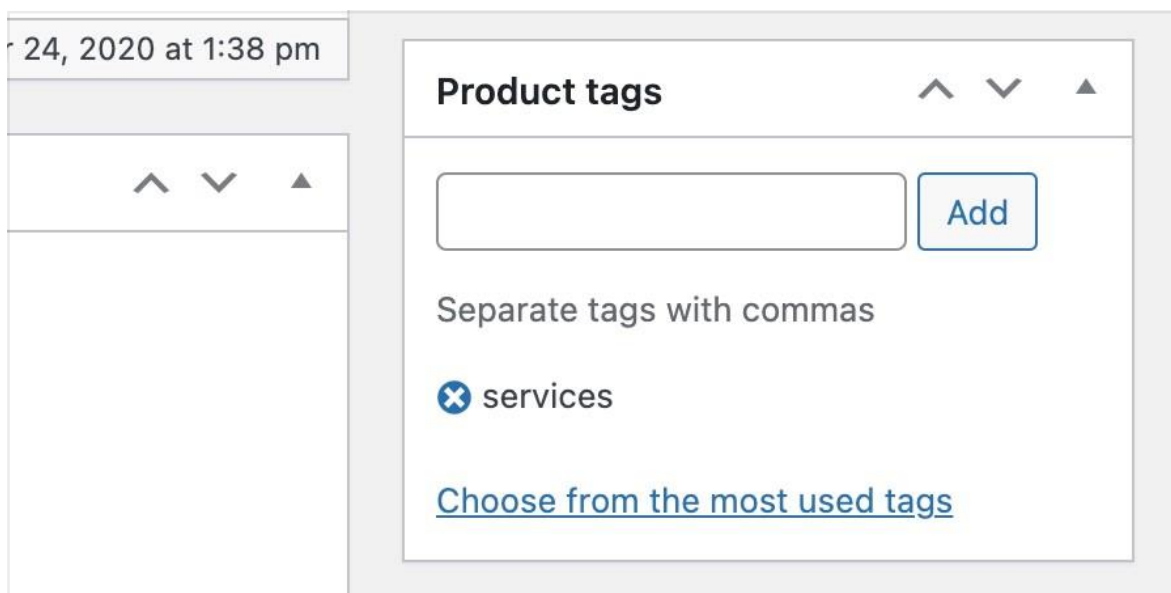 24, 2020 at 1:38 pm
Product tags
Add
Separate tags with commas
services
Choose from the most used tags